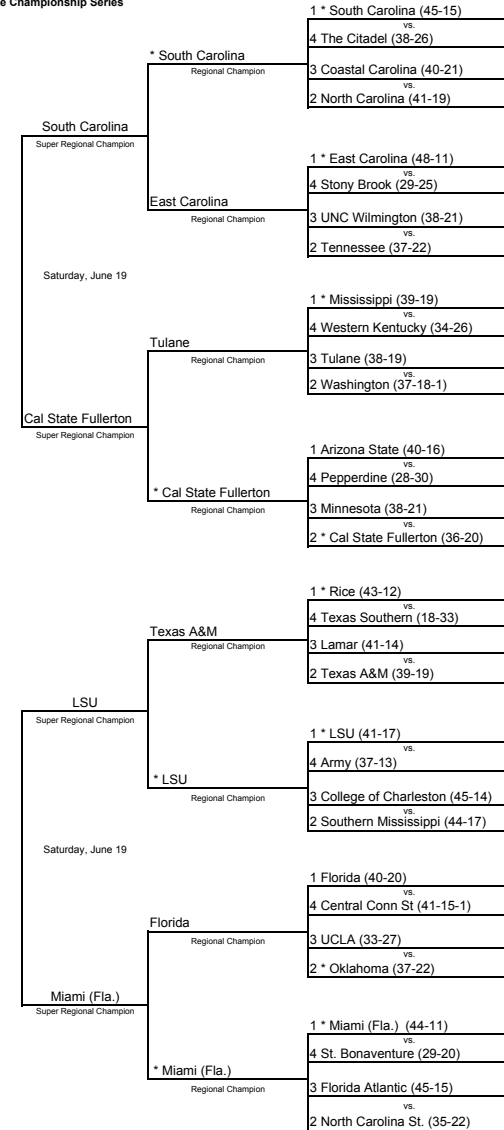 e Championship Series
1 * South Carolina (45-15)
vs.
4 The Citadel (38-26)
* South Carolina
Regional Champion
3 Coastal Carolina (40-21)
vs.
2 North Carolina (41-19)
South Carolina
Super Regional Champion
1 * East Carolina (48-11)
vs.
4 Stony Brook (29-25)
East Carolina
Regional Champion
3 UNC Wilmington (38-21)
vs.
2 Tennessee (37-22)
Saturday, June 19
1 * Mississippi (39-19)
vs.
4 Western Kentucky (34-26)
Tulane
Regional Champion
3 Tulane (38-19)
vs.
2 Washington (37-18-1)
Cal State Fullerton
Super Regional Champion
1 Arizona State (40-16)
vs.
4 Pepperdine (28-30)
* Cal State Fullerton
Regional Champion
3 Minnesota (38-21)
vs.
2 * Cal State Fullerton (36-20)
1 * Rice (43-12)
vs.
4 Texas Southern (18-33)
Texas A&M
Regional Champion
3 Lamar (41-14)
vs.
2 Texas A&M (39-19)
LSU
Super Regional Champion
1 * LSU (41-17)
vs.
4 Army (37-13)
* LSU
Regional Champion
3 College of Charleston (45-14)
vs.
2 Southern Mississippi (44-17)
Saturday, June 19
1 Florida (40-20)
vs.
4 Central Conn St (41-15-1)
Florida
Regional Champion
3 UCLA (33-27)
vs.
2 * Oklahoma (37-22)
Miami (Fla.)
Super Regional Champion
1 * Miami (Fla.) (44-11)
vs.
4 St. Bonaventure (29-20)
* Miami (Fla.)
Regional Champion
3 Florida Atlantic (45-15)
vs.
2 North Carolina St. (35-22)